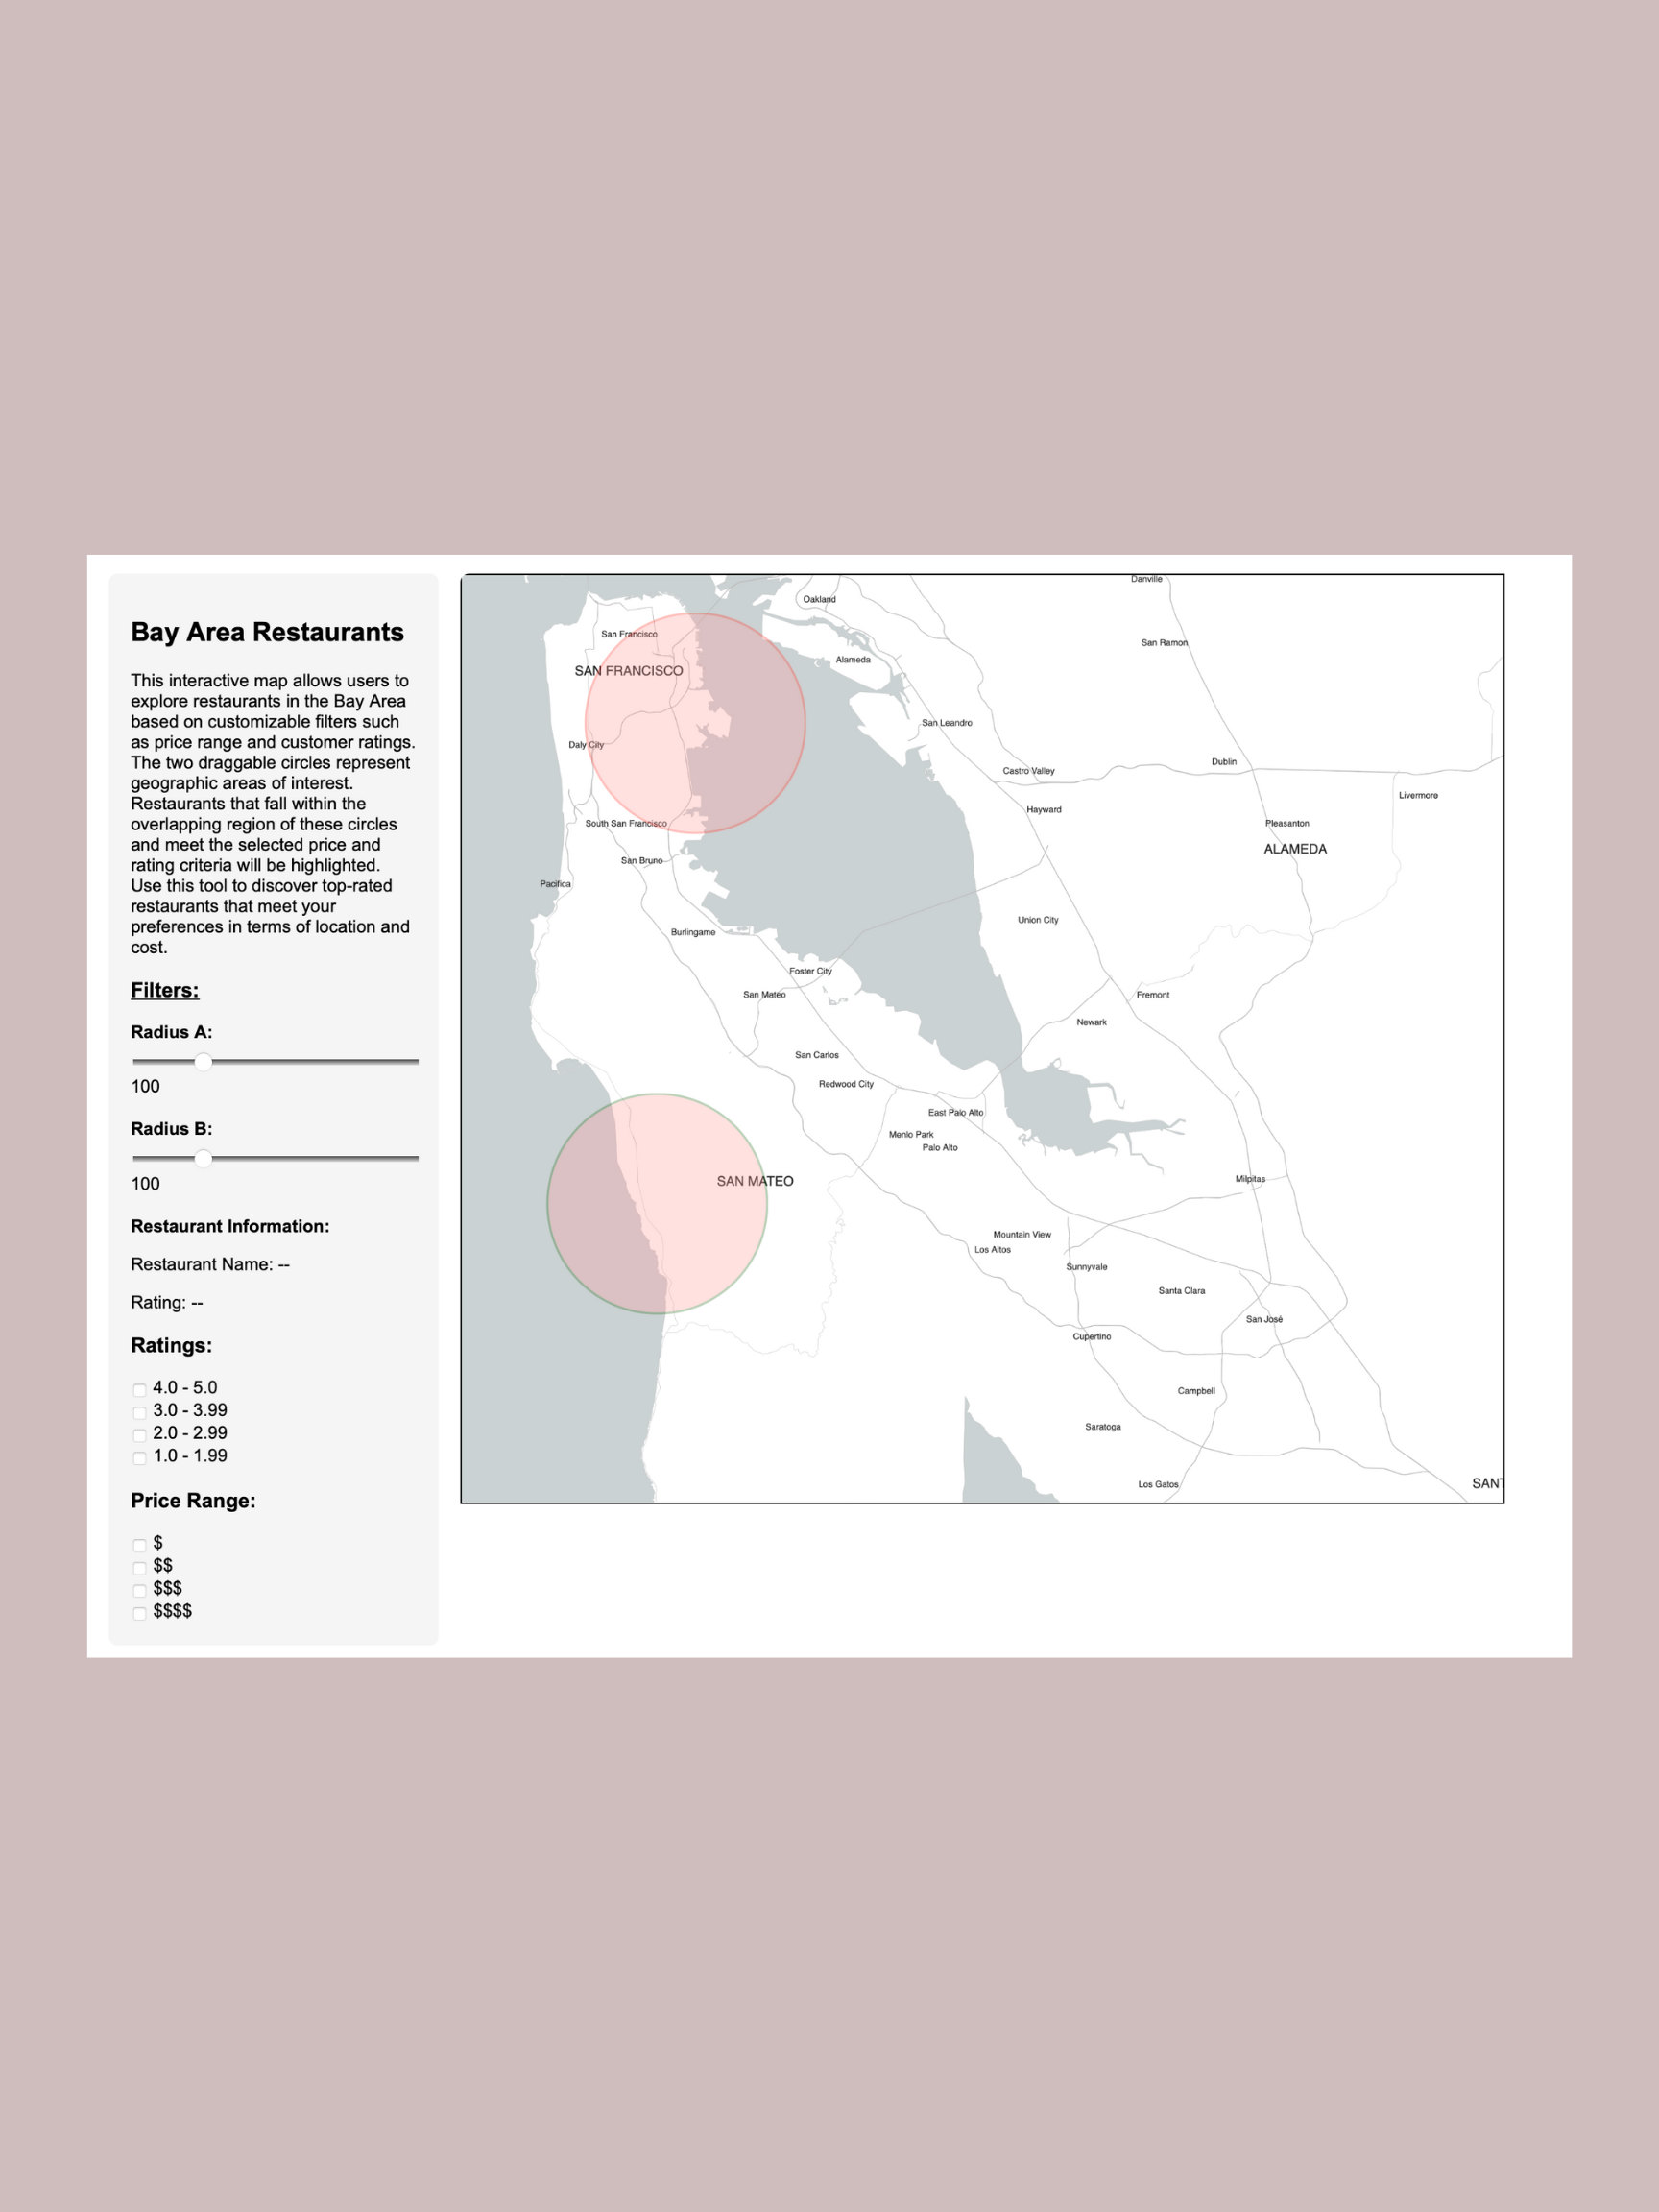 Bay Area Restaurants
This interactive map allows users to
explore restaurants in the Bay Area
based on customizable filters such
as price range and customer ratings.
The two draggable circles represent
geographic areas of interest.
Restaurants that fall within the
overlapping region of these circles
and meet the selected price and
rating criteria will be highlighted.
Use this tool to discover top-rated
restaurants that meet your
preferences in terms of location and
cost.
Filters:
Radius A:
100
Radius B:
100
Restaurant Information:
Restaurant Name: --
Rating: --
Ratings:
4.0 - 5.0
3.0 - 3.99
2.0 - 2.99
1.0 - 1.99
Price Range:
$
$$
$$$
$$$$
Danville
Oakland
San Francisco
San Ramon
Alameda
SAN FRANCISCO
San Leandro
Daly City
Dublin
Castro Valley
Livermore
Hayward
South San Francisco
Pleasanton
ALAMEDA
San Bruno
Pacifica
Union City
Burlingame
Foster City
San Mateo
Fremont
Newark
San Carlos
Redwood City
East Palo Alto
Menlo Park
Palo Alto
SAN MATEO
Milpitas
Mountain View
Los Altos
Sunnyvale
Santa Clara
San José
Cupertino
Campbell
Saratoga
Los Gatos
SANT